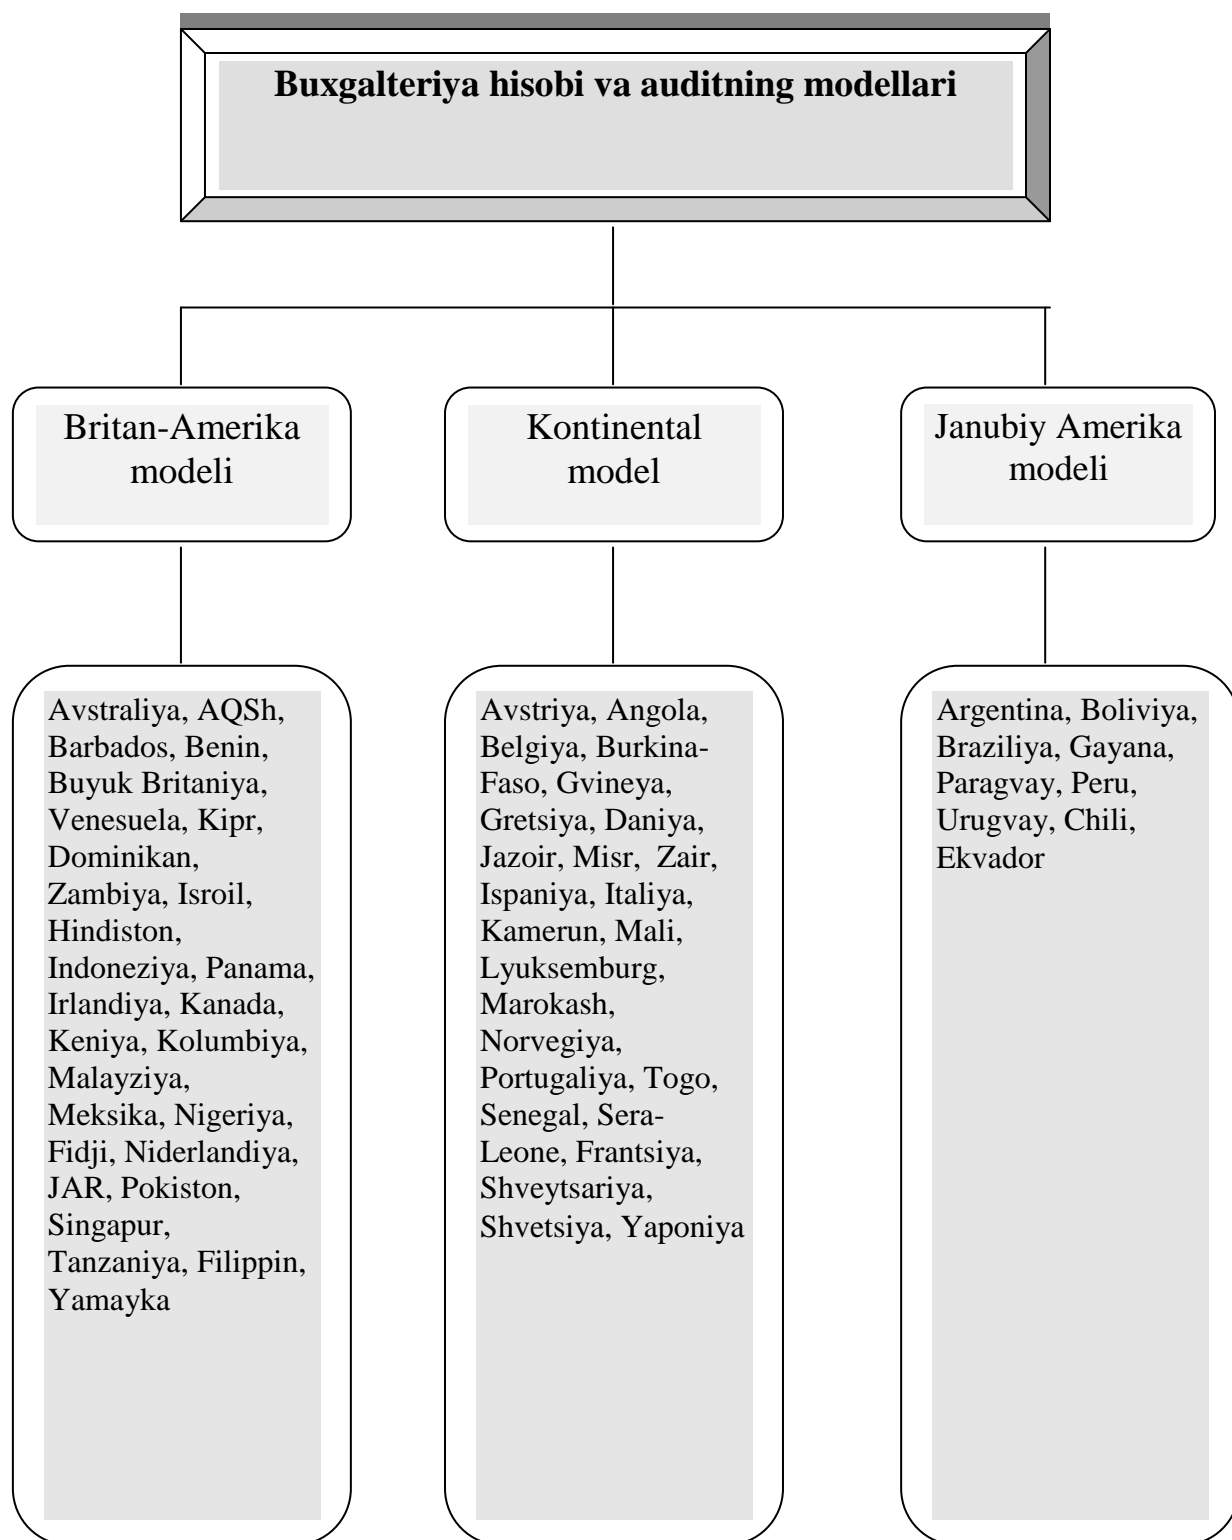 Buxgalteriya hisobi va auditning modellari
Britan-Amerika
modeli
Kontinental
model
Janubiy Amerika
modeli
Avstraliya, AQSh,
Barbados, Benin,
Buyuk Britaniya,
Venesuela, Kipr,
Dominikan,
Zambiya, Isroil,
Hindiston,
Indoneziya, Panama,
Irlandiya, Kanada,
Keniya, Kolumbiya,
Malayziya,
Meksika, Nigeriya,
Fidji, Niderlandiya,
JAR, Pokiston,
Singapur,
Tanzaniya, Filippin,
Yamayka
Avstriya, Angola,
Belgiya, Burkina-
Faso, Gvineya,
Gretsiya, Daniya,
Jazoir, Misr,  Zair,
Ispaniya, Italiya,
Kamerun, Mali,
Lyuksemburg,
Marokash,
Norvegiya,
Portugaliya, Togo,
Senegal, Sera-
Leone, Frantsiya,
Shveytsariya,
Shvetsiya, Yaponiya
Argentina, Boliviya,
Braziliya, Gayana,
Paragvay, Peru,
Urugvay, Chili,
Ekvador